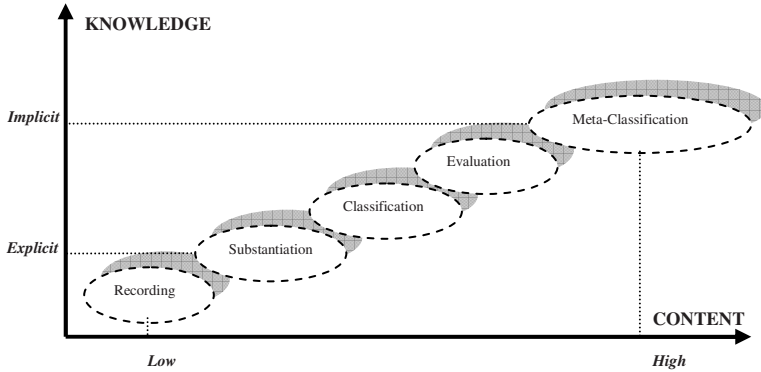 KNOWLEDGE
Implicit
Meta-Classification
Evaluation
Classification
Explicit
Substantiation
Recording
CONTENT
Low
High